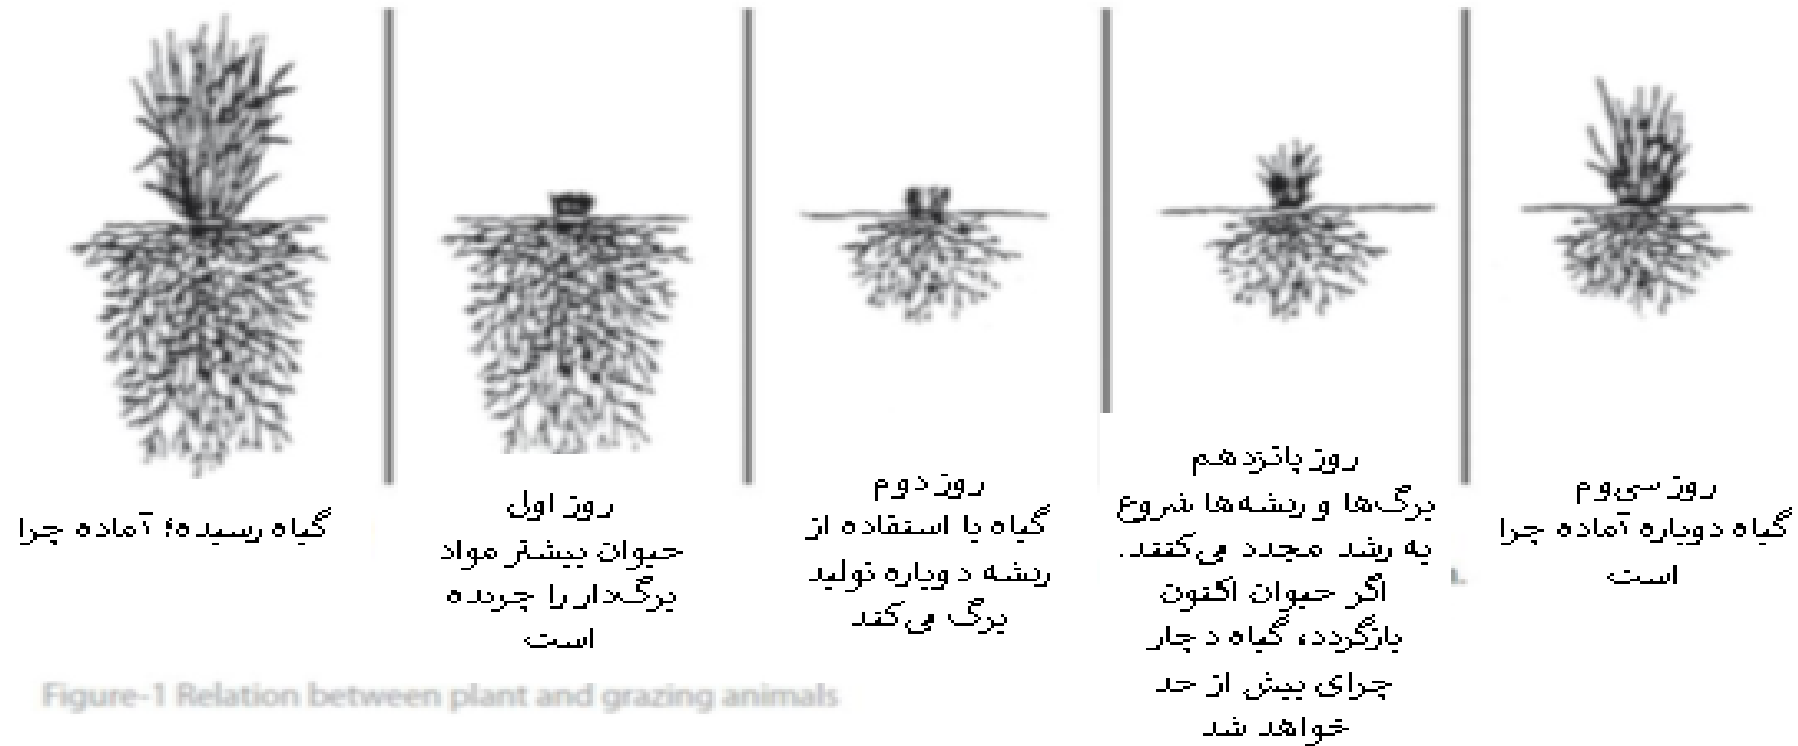 گیاه رسیده؛ آماده چرا
روز اول
حیوان بیشتر مواد
برگ‌دار را چریده
است
روز دوم
گیاه با استفاده از
ریشه دوباره تولید
برگ می‌کند
روز پانزدهم
برگ‌ها و ریشه‌ها شروع
به رشد مجدد می‌کنند.
اگر حیوان اکنون
بازگردد، گیاه دچار
چرای بیش از حد
خواهد شد
روز سی‌وم
گیاه دوباره آماده چرا
است
Figure-1 Relation between plant and grazing animals